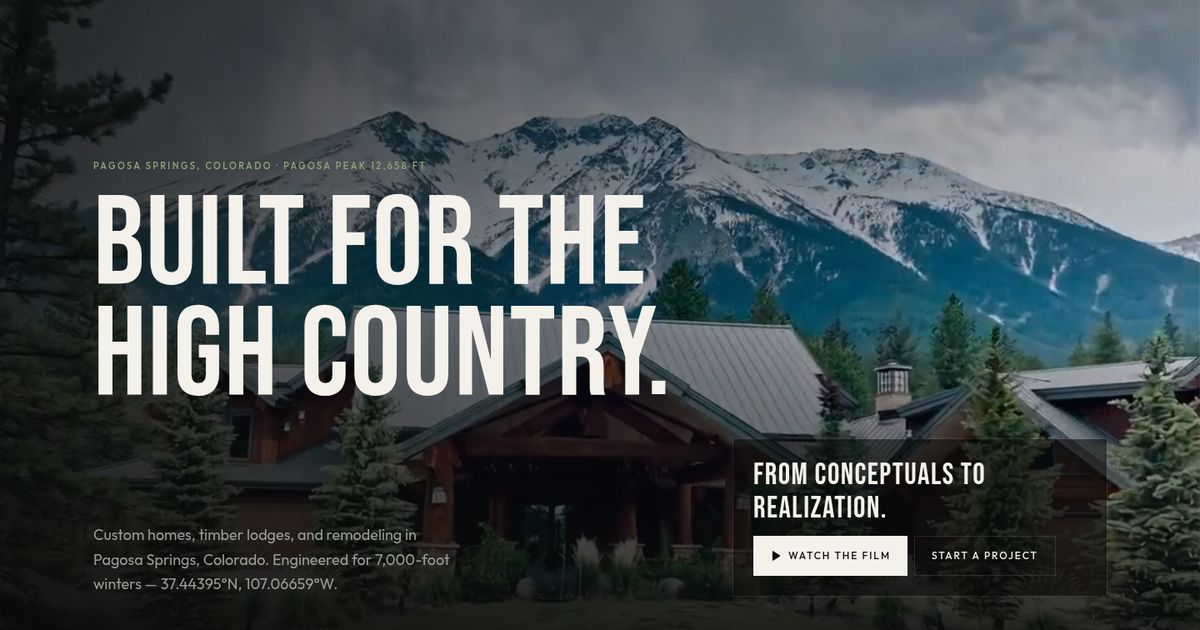 PAGOSA SPRINGS, COLORADO · PAGOSA PEAK 12,658 FT
BUILT FOR THE
HIGH COUNTRY.
Custom homes, timber lodges, and remodeling in
Pagosa Springs, Colorado. Engineered for 7,000-foot
winters — 37.44395°N, 107.06659°W.
FROM CONCEPTUALS TO
REALIZATION.
WATCH THE FILM
START A PROJECT